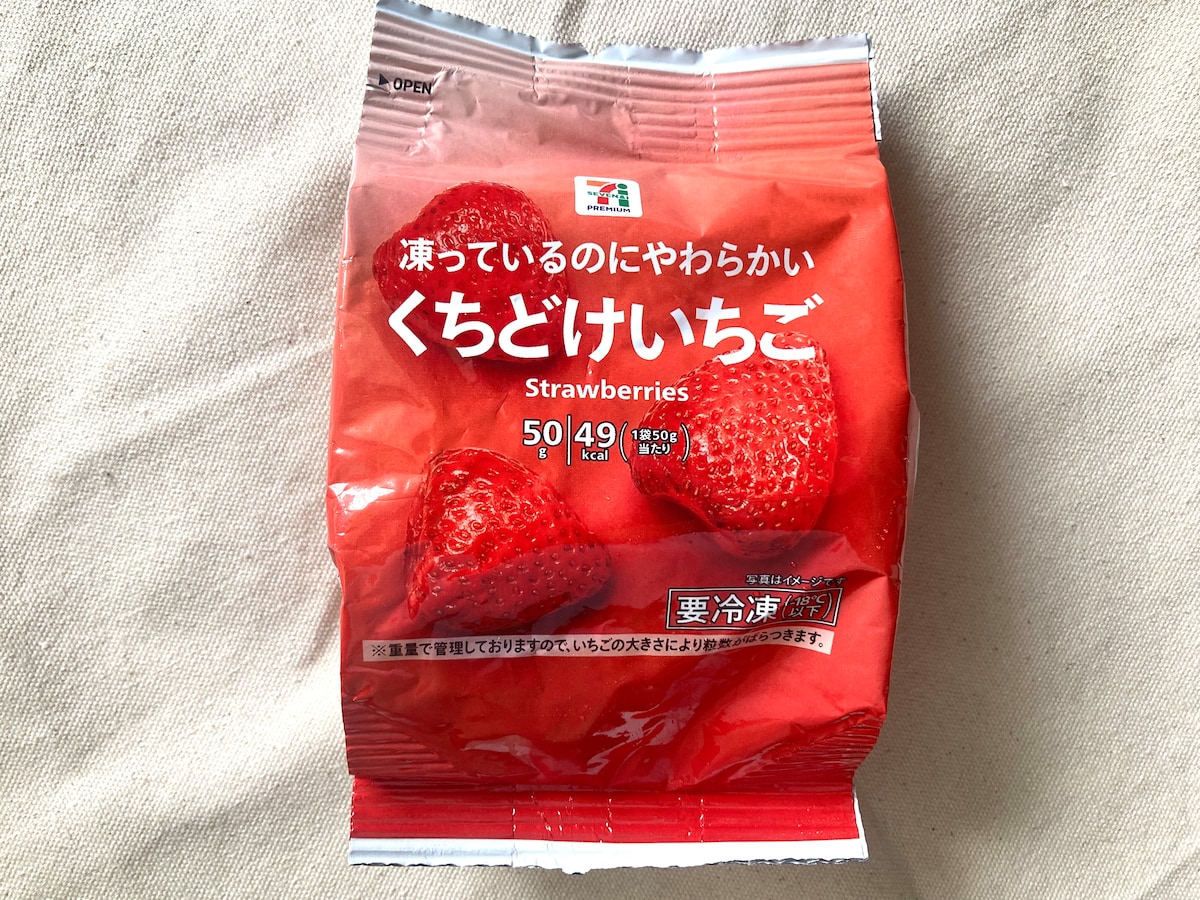 OPEN
SEVEN&i
PREMIUM
凍っているのにやわらかい
くちどけいちご
Strawberries
50g 49kcal (1袋50g当たり)
写真はイメージです
要冷凍(-18℃以下)
※重量で管理しておりますので、いちごの大きさにより粒数がばらつきます。